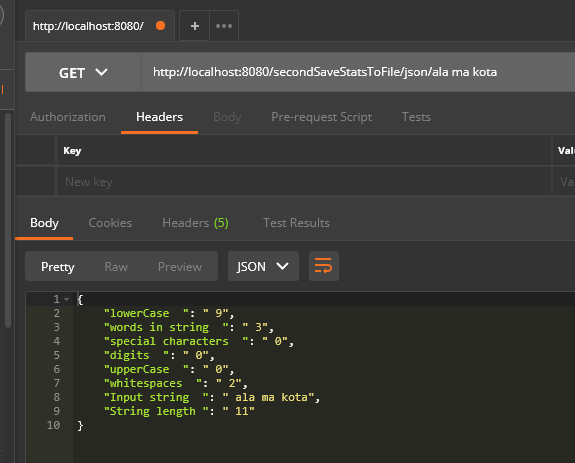 http://localhost:8080/
+
•••
GET
http://localhost:8080/secondSaveStatsToFile/json/ala ma kota
Authorization Headers Body Pre-request Script Tests
Key
New key
Body Cookies Headers (5) Test Results
Pretty Raw Preview JSON
1 {
2 "lowerCase  ": " 9",
3 "words in string  ": " 3",
4 "special characters  ": " 0",
5 "digits  ": " 0",
6 "upperCase  ": " 0",
7 "whitespaces  ": " 2",
8 "Input string  ": " ala ma kota",
9 "String length ": " 11"
10 }